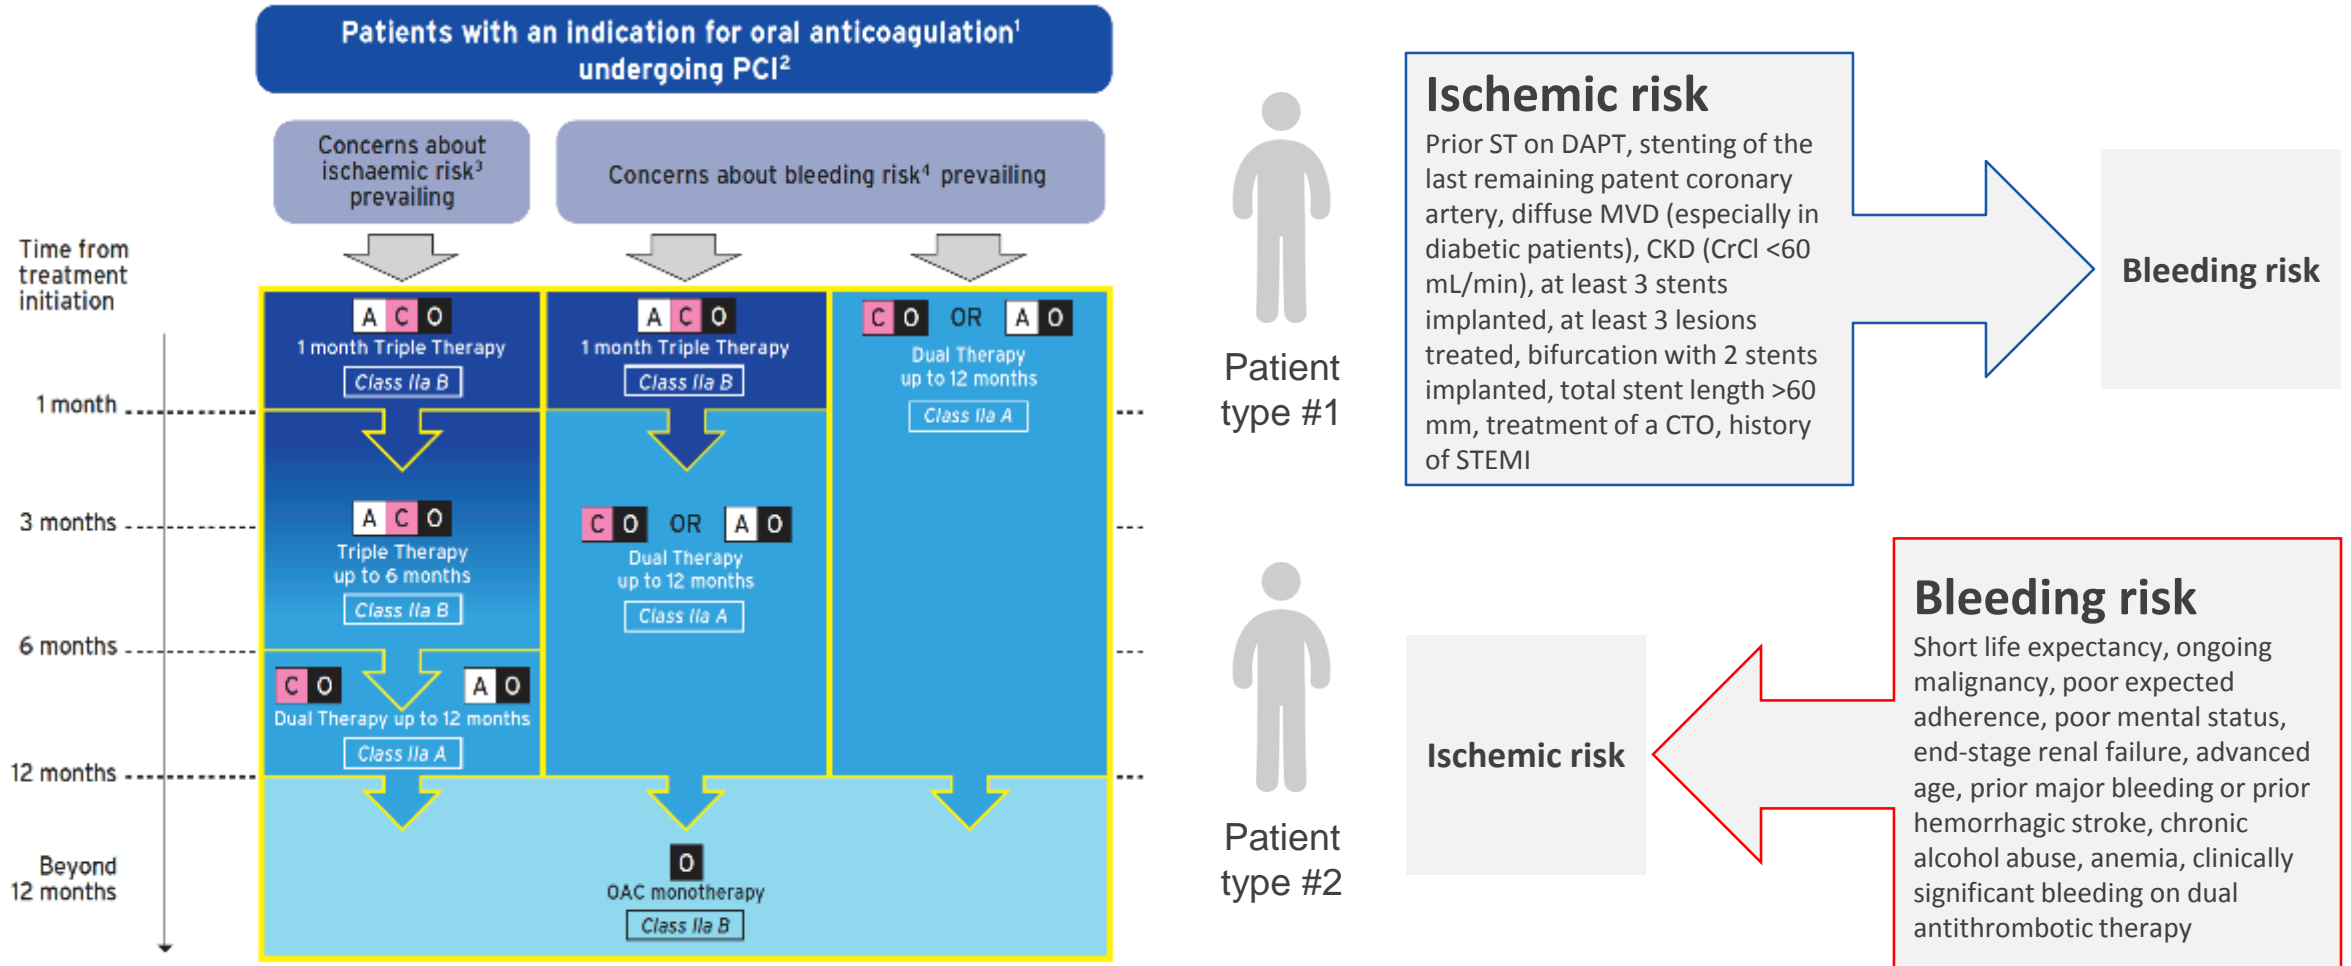 Patients with an indication for oral anticoagulation¹
undergoing PCI²
Concerns about
ischaemic risk³
prevailing
Concerns about bleeding risk⁴ prevailing
Time from
treatment
initiation
A C O
1 month Triple Therapy
Class IIa B
A C O
1 month Triple Therapy
Class IIa B
C O OR A O
Dual Therapy
up to 12 months
Class IIa A
1 month
3 months
A C O
Triple Therapy
up to 6 months
Class IIa B
C O OR A O
Dual Therapy
up to 12 months
Class IIa A
6 months
C O
A O
Dual Therapy up to 12 months
Class IIa A
12 months
Beyond
12 months
O
OAC monotherapy
Class IIa B
Patient
type #1
Ischemic risk
Prior ST on DAPT, stenting of the
last remaining patent coronary
artery, diffuse MVD (especially in
diabetic patients), CKD (CrCl <60
mL/min), at least 3 stents
implanted, at least 3 lesions
treated, bifurcation with 2 stents
implanted, total stent length >60
mm, treatment of a CTO, history
of STEMI
Bleeding risk
Patient
type #2
Ischemic risk
Bleeding risk
Short life expectancy, ongoing
malignancy, poor expected
adherence, poor mental status,
end-stage renal failure, advanced
age, prior major bleeding or prior
hemorrhagic stroke, chronic
alcohol abuse, anemia, clinically
significant bleeding on dual
antithrombotic therapy